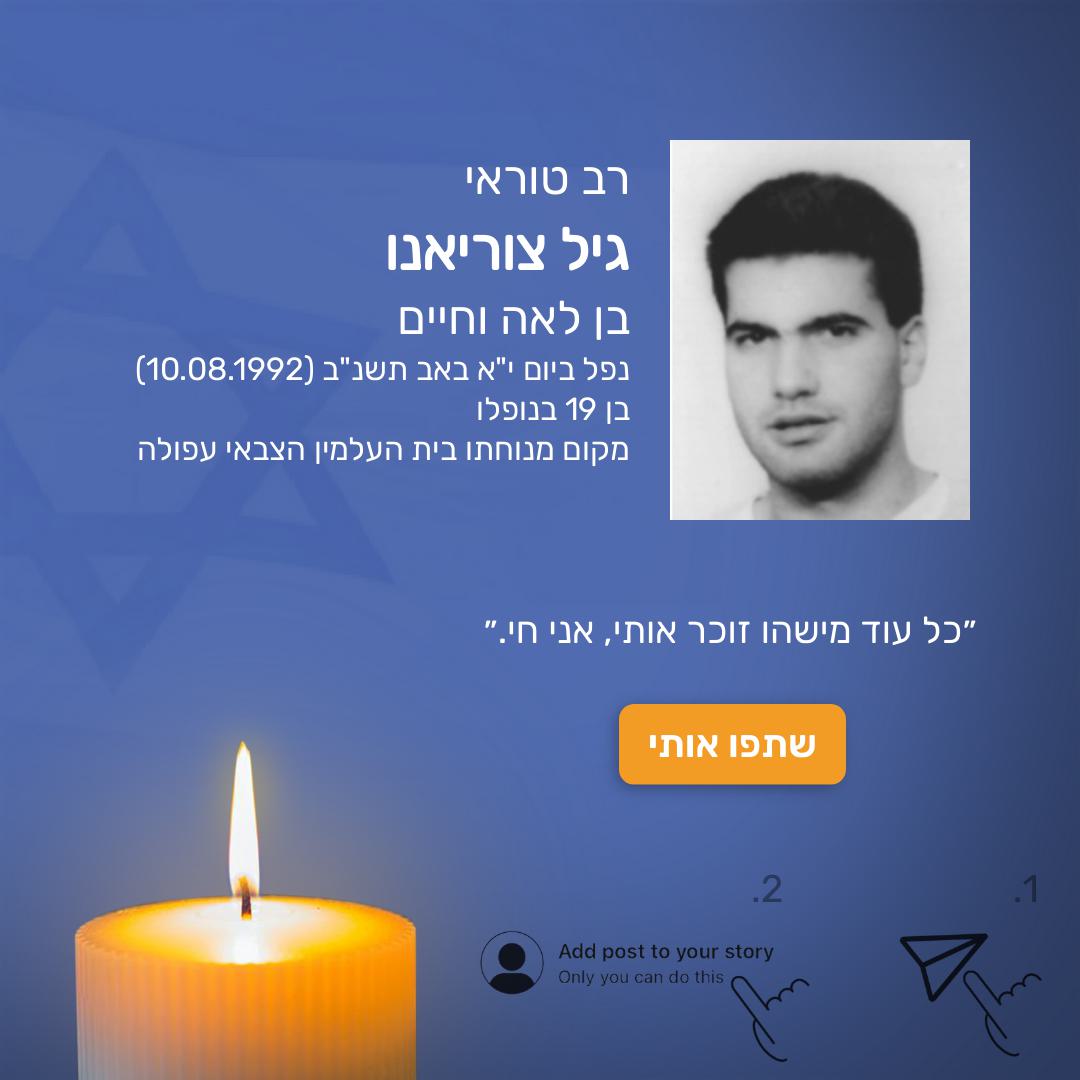 רב טוראי
גיל צוריאנו
בן לאה וחיים
נפל ביום י"א באב תשנ"ב (10.08.1992)
בן 19 בנופלו
מקום מנוחתו בית העלמין הצבאי עפולה
״כל עוד מישהו זוכר אותי, אני חי.״
שתפו אותי
1.
2.
Add post to your story
Only you can do this